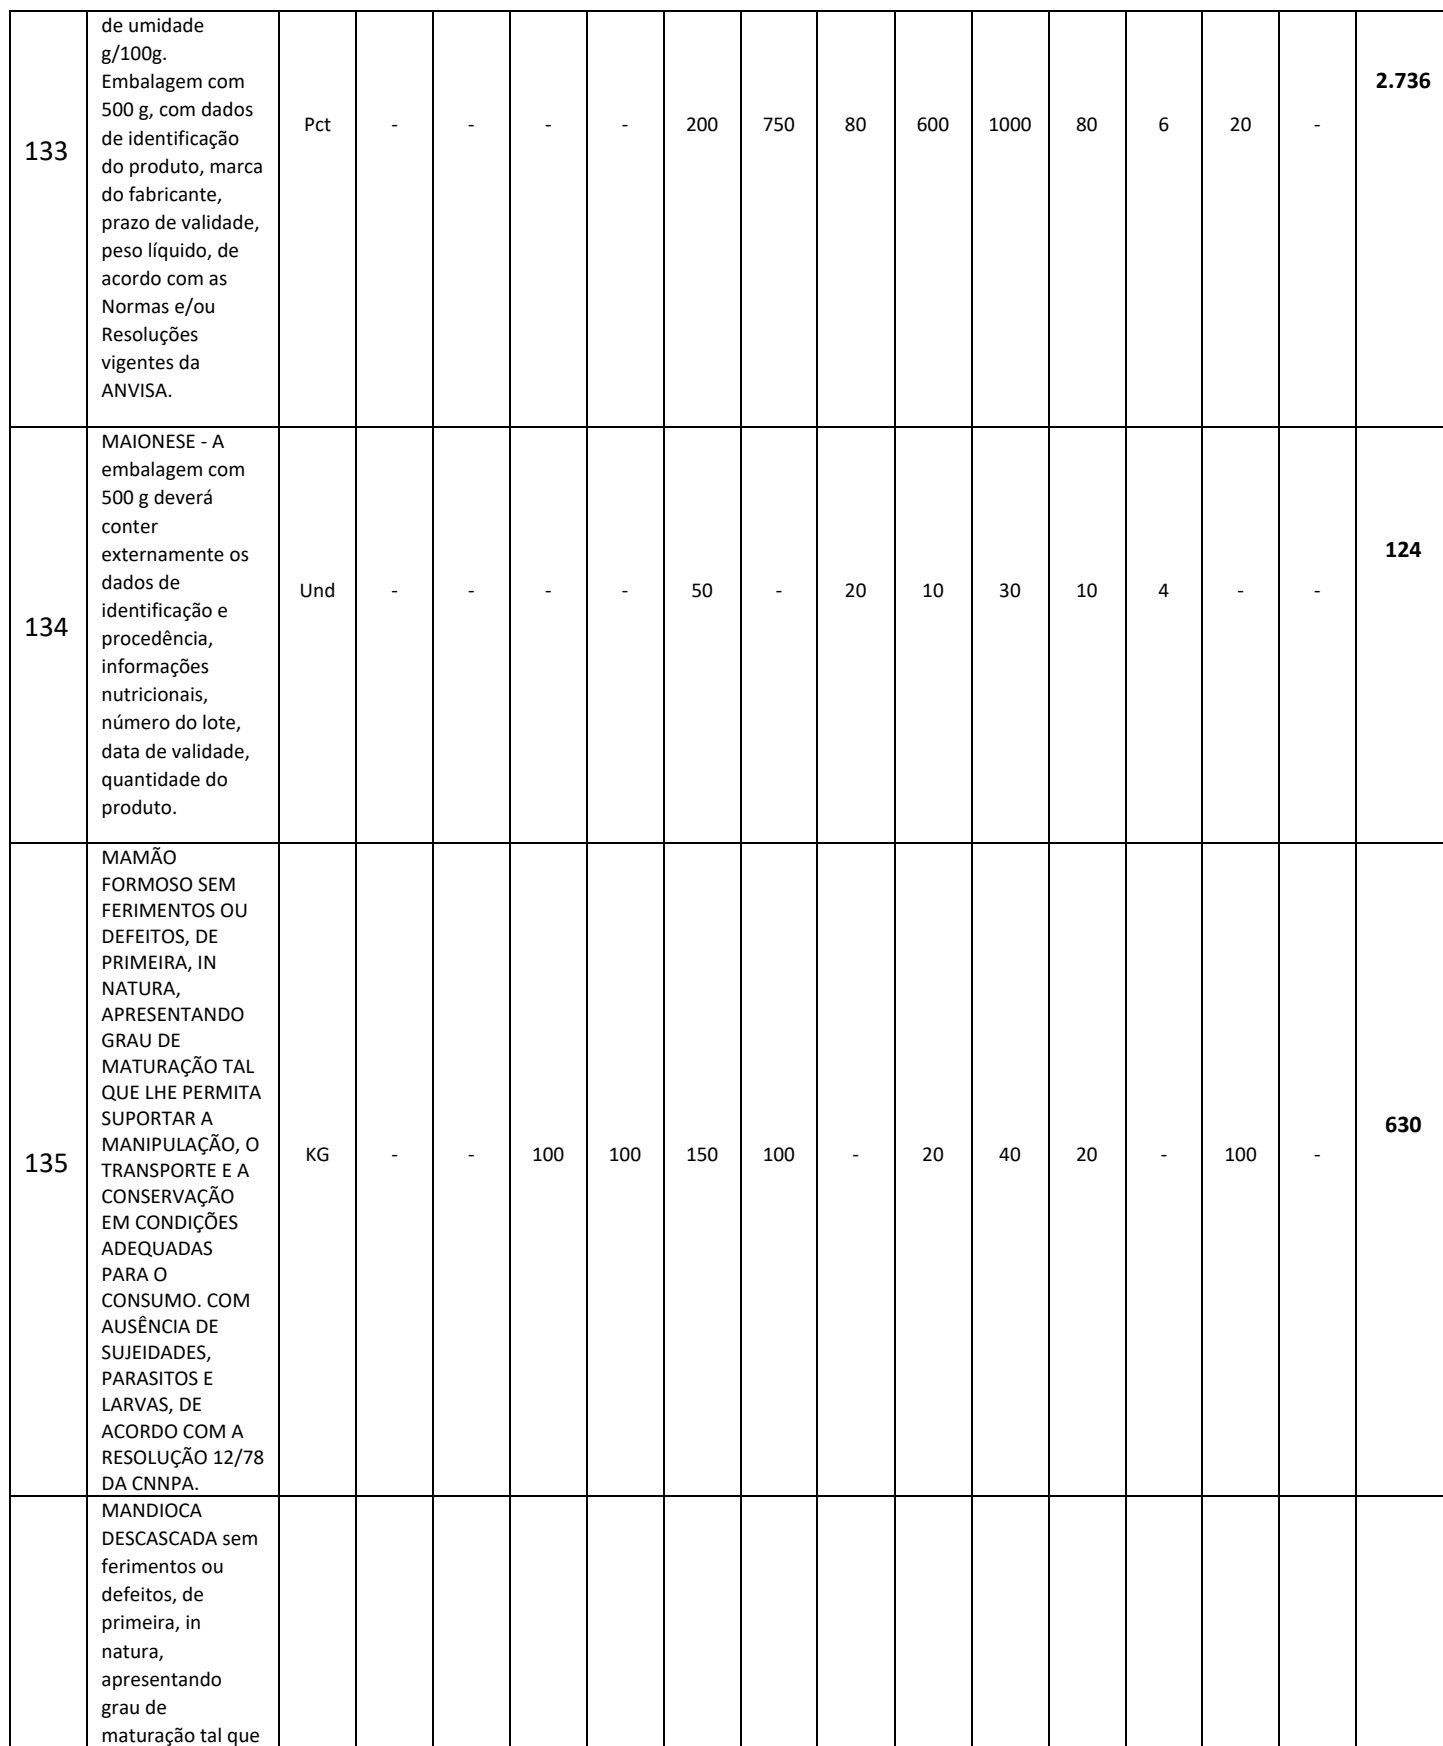 de umidade
g/100g.
Embalagem com
500 g, com dados
de identificação
do produto, marca
do fabricante,
prazo de validade,
peso líquido, de
acordo com as
Normas e/ou
Resoluções
vigentes da
ANVISA.
133 Pct - - - - 200 750 80 600 1000 80 6 20 - 2.736
MAIONESE - A
embalagem com
500 g deverá
conter
externamente os
dados de
identificação e
procedência,
informações
nutricionais,
número do lote,
data de validade,
quantidade do
produto.
134 Und - - - - 50 - 20 10 30 10 4 - - 124
MAMÃO
FORMOSO SEM
FERIMENTOS OU
DEFEITOS, DE
PRIMEIRA, IN
NATURA,
APRESENTANDO
GRAU DE
MATURAÇÃO TAL
QUE LHE PERMITA
SUPORTAR A
MANIPULAÇÃO, O
TRANSPORTE E A
CONSERVAÇÃO
EM CONDIÇÕES
ADEQUADAS
PARA O
CONSUMO. COM
AUSÊNCIA DE
SUJEIDADES,
PARASITOS E
LARVAS, DE
ACORDO COM A
RESOLUÇÃO 12/78
DA CNNPA.
135 KG - - 100 100 150 100 - 20 40 20 - 100 - 630
MANDIOCA
DESCASCADA sem
ferimentos ou
defeitos, de
primeira, in
natura,
apresentando
grau de
maturação tal que